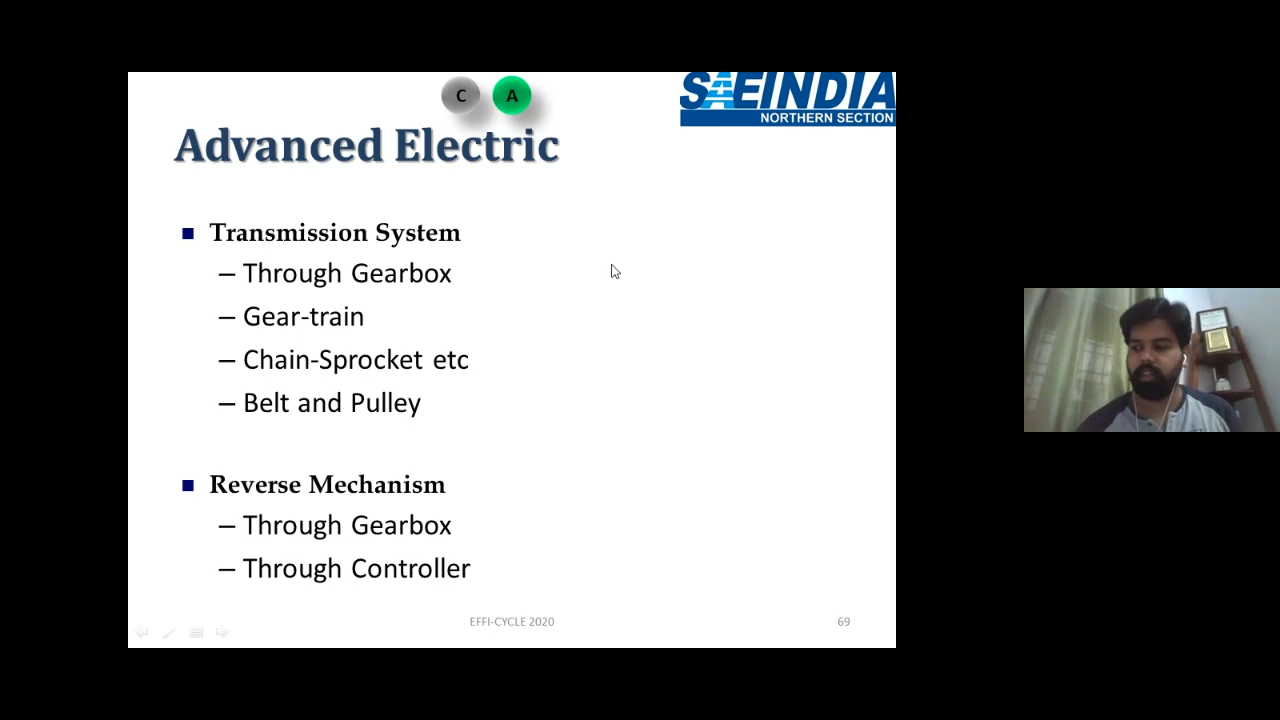 C A
SAEINDIA
NORTHERN SECTION
Advanced Electric
■ Transmission System
– Through Gearbox
– Gear-train
– Chain-Sprocket etc
– Belt and Pulley
■ Reverse Mechanism
– Through Gearbox
– Through Controller
EFFI-CYCLE 2020
69